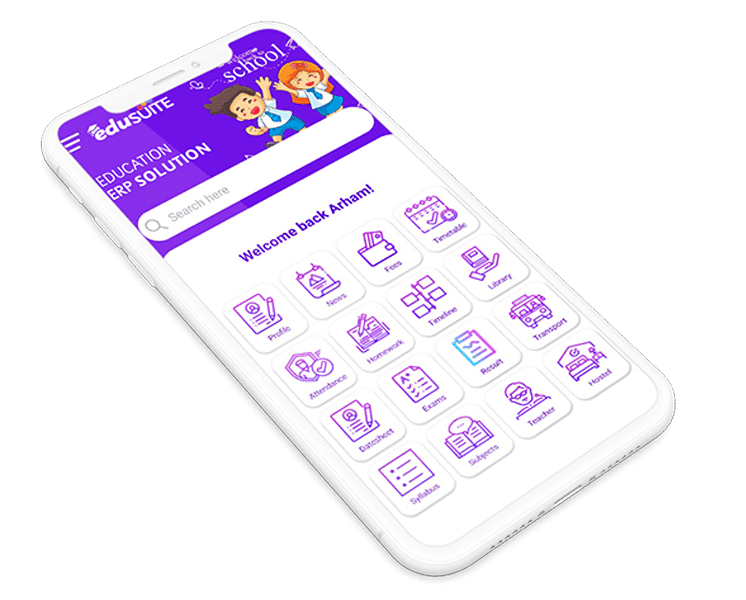 welcome
back to
school
eduSUITE
EDUCATION
ERP SOLUTION
Search here
Welcome back Arham!
Profile
News
Fees
Timetable
Attendance
Homework
Timeline
Library
Datesheet
Exams
Result
Transport
Syllabus
Subjects
Teacher
Hostel